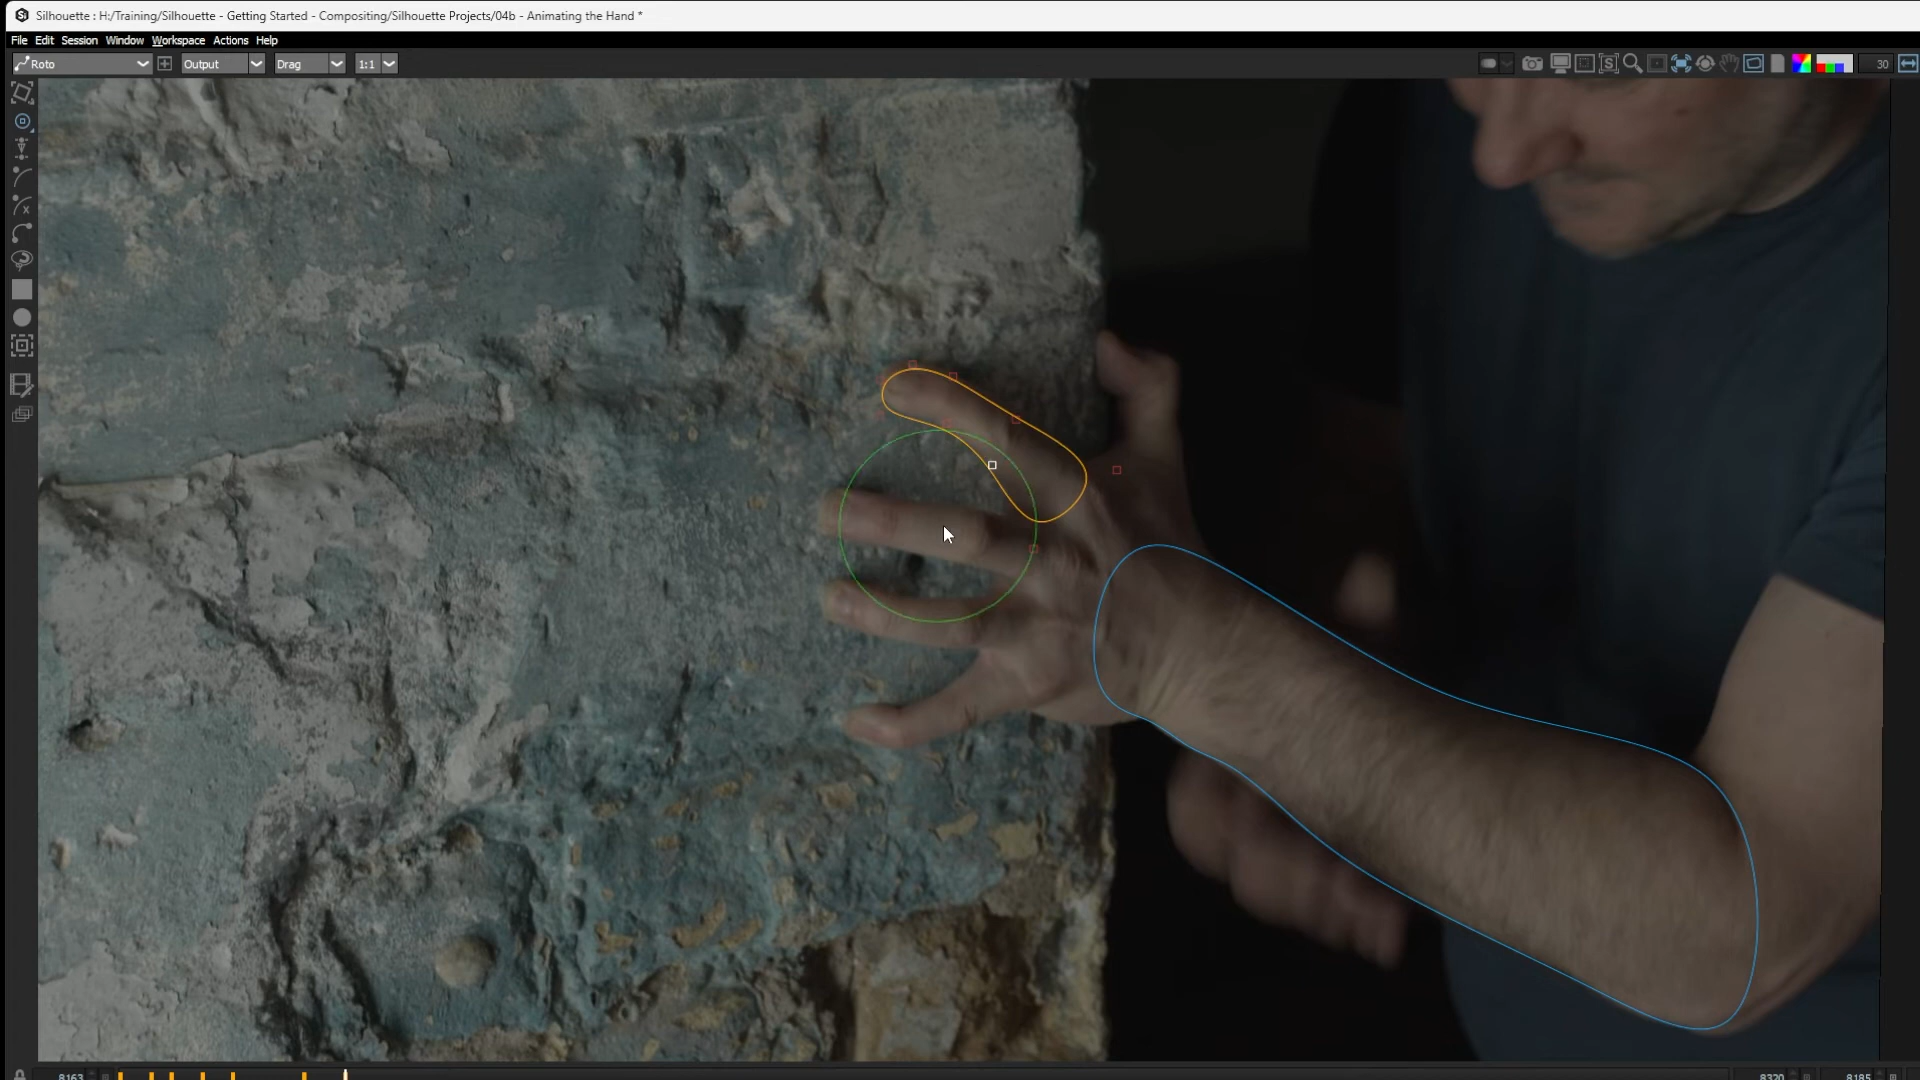 Silhouette : H:/Training/Silhouette - Getting Started - Compositing/Silhouette Projects/04b - Animating the Hand *
File Edit Session Window Workspace Actions Help
Roto Output Drag 1:1 30
8163 8320 8185